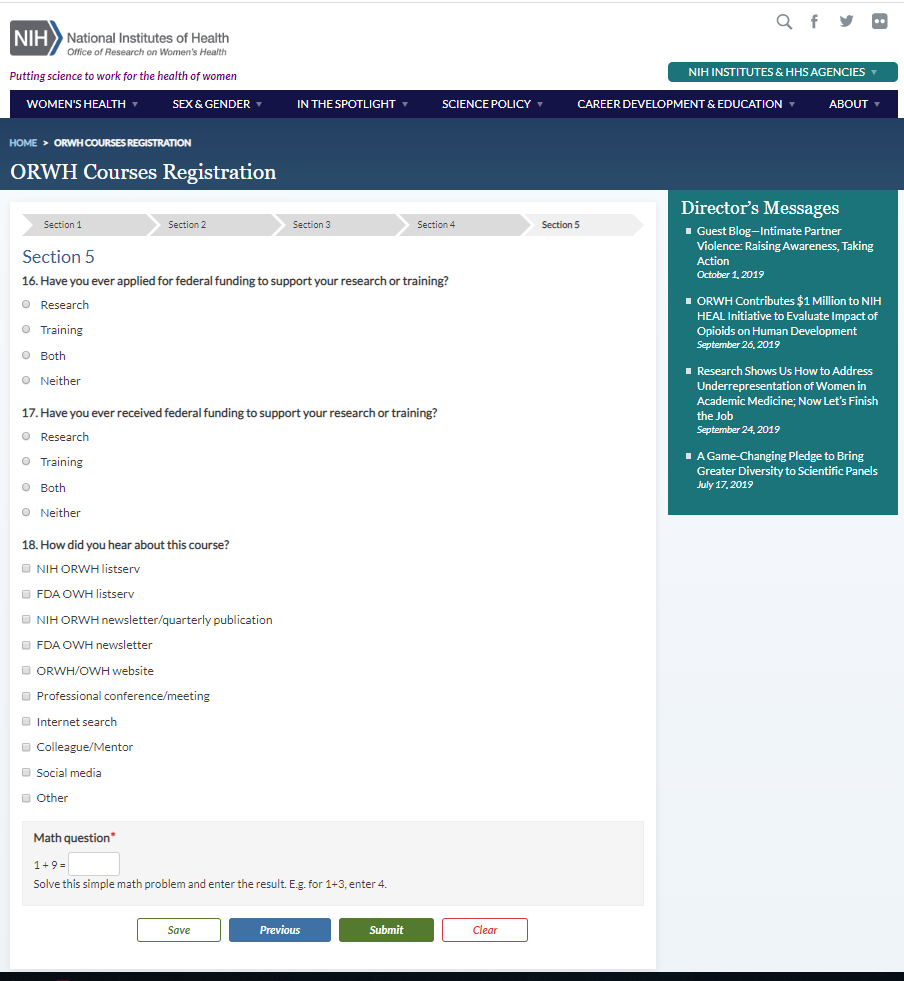 NIH National Institutes of Health
Office of Research on Women's Health
Putting science to work for the health of women
NIH INSTITUTES & HHS AGENCIES
WOMEN'S HEALTH SEX & GENDER IN THE SPOTLIGHT SCIENCE POLICY CAREER DEVELOPMENT & EDUCATION ABOUT
HOME > ORWH COURSES REGISTRATION
ORWH Courses Registration
Section 1 Section 2 Section 3 Section 4 Section 5
Section 5
16. Have you ever applied for federal funding to support your research or training?
Research
Training
Both
Neither
17. Have you ever received federal funding to support your research or training?
Research
Training
Both
Neither
18. How did you hear about this course?
NIH ORWH listserv
FDA OWH listserv
NIH ORWH newsletter/quarterly publication
FDA OWH newsletter
ORWH/OWH website
Professional conference/meeting
Internet search
Colleague/Mentor
Social media
Other
Math question*
1 + 9 =
Solve this simple math problem and enter the result. E.g. for 1+3, enter 4.
Save Previous Submit Clear
Director's Messages
Guest Blog—Intimate Partner
Violence: Raising Awareness, Taking
Action
October 1, 2019
ORWH Contributes $1 Million to NIH
HEAL Initiative to Evaluate Impact of
Opioids on Human Development
September 26, 2019
Research Shows Us How to Address
Underrepresentation of Women in
Academic Medicine; Now Let's Finish
the Job
September 24, 2019
A Game-Changing Pledge to Bring
Greater Diversity to Scientific Panels
July 17, 2019